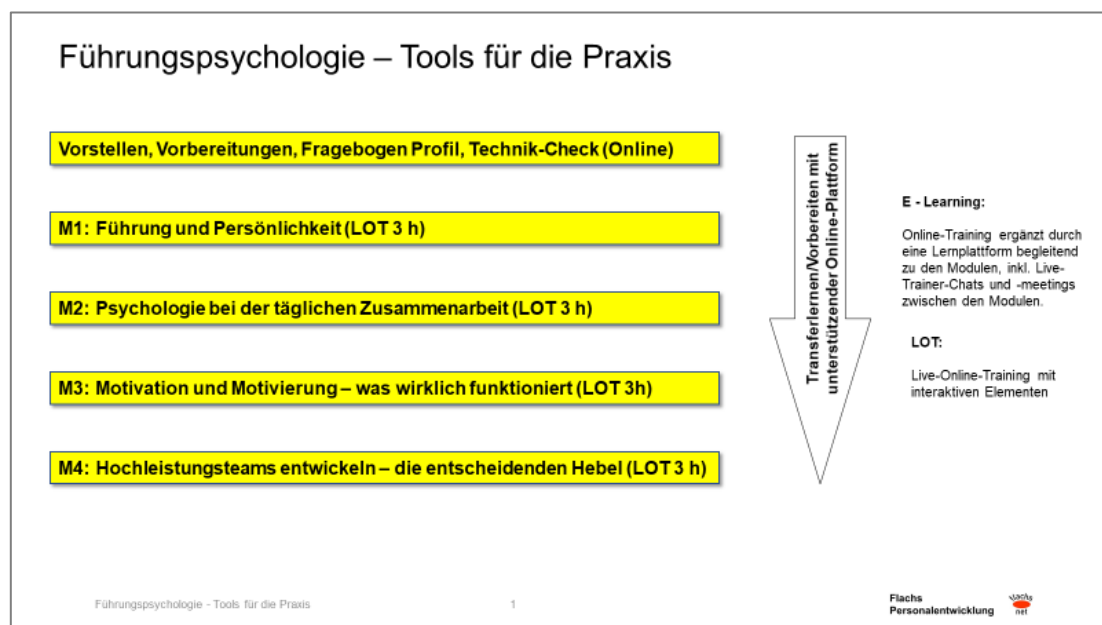 Führungspsychologie – Tools für die Praxis
Vorstellen, Vorbereitungen, Fragebogen Profil, Technik-Check (Online)
M1: Führung und Persönlichkeit (LOT 3 h)
M2: Psychologie bei der täglichen Zusammenarbeit (LOT 3 h)
M3: Motivation und Motivierung – was wirklich funktioniert (LOT 3h)
M4: Hochleistungsteams entwickeln – die entscheidenden Hebel (LOT 3 h)
Transferlernen/Vorbereiten mit
unterstützender Online-Plattform
E - Learning:
Online-Training ergänzt durch
eine Lernplattform begleitend
zu den Modulen, inkl. Live-
Trainer-Chats und -meetings
zwischen den Modulen.
LOT:
Live-Online-Training mit
interaktiven Elementen
Führungspsychologie - Tools für die Praxis
1
Flachs
Personalentwicklung
flachs
net